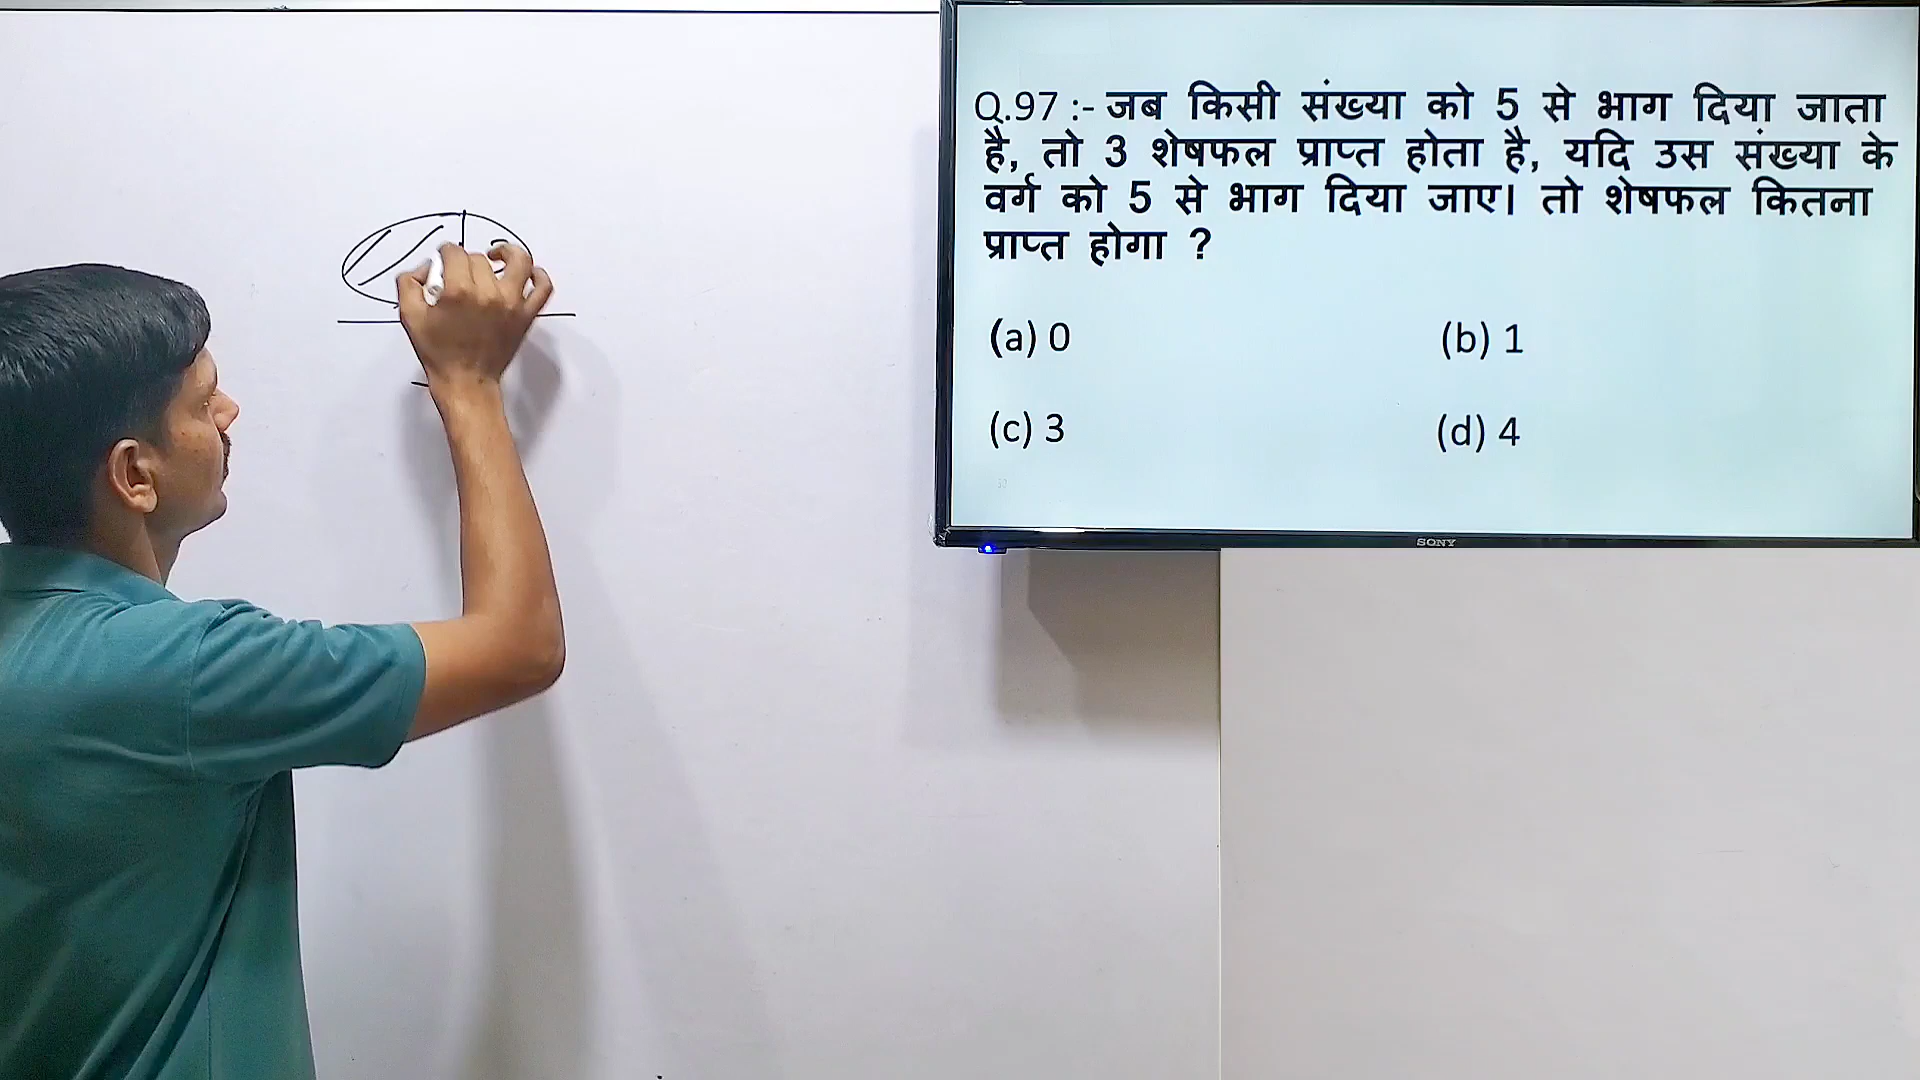 Q.97 :- जब किसी संख्या को 5 से भाग दिया जाता
है, तो 3 शेषफल प्राप्त होता है, यदि उस संख्या के
वर्ग को 5 से भाग दिया जाए। तो शेषफल कितना
प्राप्त होगा ?
(a) 0
(b) 1
(c) 3
(d) 4
SONY